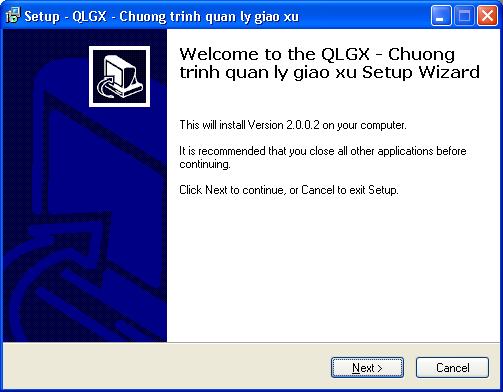 Setup - QLGX - Chuong trinh quan ly giao xu
Welcome to the QLGX - Chuong
trinh quan ly giao xu Setup Wizard
This will install Version 2.0.0.2 on your computer.
It is recommended that you close all other applications before
continuing.
Click Next to continue, or Cancel to exit Setup.
Next >
Cancel